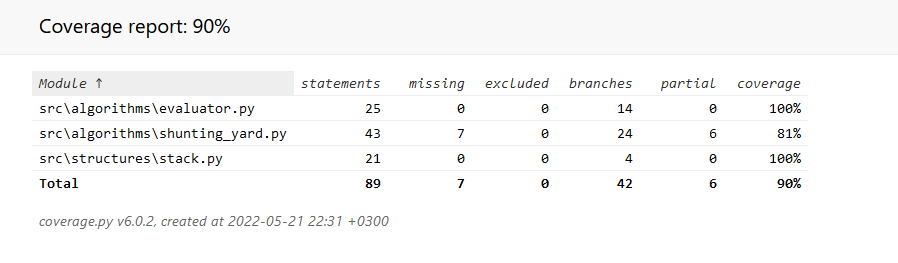 Coverage report: 90%
Module ↑ statements missing excluded branches partial coverage
src\algorithms\evaluator.py 25 0 0 14 0 100%
src\algorithms\shunting_yard.py 43 7 0 24 6 81%
src\structures\stack.py 21 0 0 4 0 100%
Total 89 7 0 42 6 90%
coverage.py v6.0.2, created at 2022-05-21 22:31 +0300